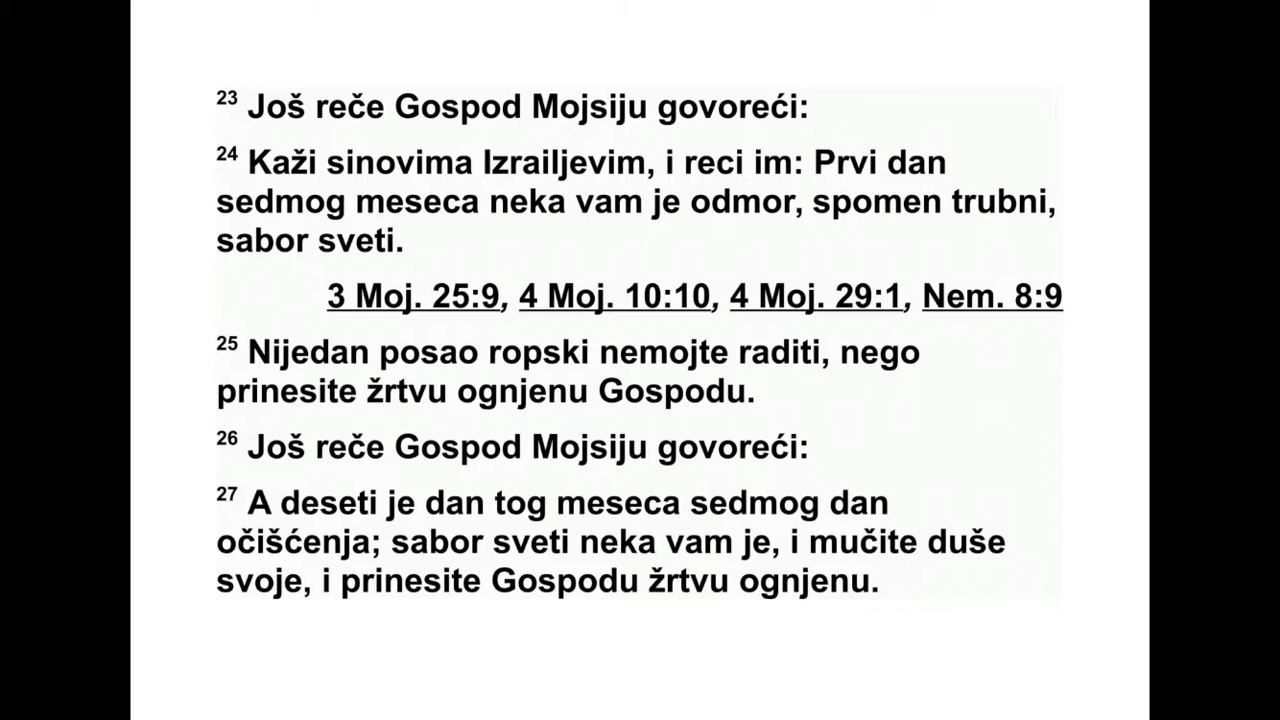 23 Još reče Gospod Mojsiju govoreći:
24 Kaži sinovima Izrailjevim, i reci im: Prvi dan
sedmog meseca neka vam je odmor, spomen trubni,
sabor sveti.
3 Moj. 25:9, 4 Moj. 10:10, 4 Moj. 29:1, Nem. 8:9
25 Nijedan posao ropski nemojte raditi, nego
prinesite žrtvu ognjenu Gospodu.
26 Još reče Gospod Mojsiju govoreći:
27 A deseti je dan tog meseca sedmog dan
očišćenja; sabor sveti neka vam je, i mučite duše
svoje, i prinesite Gospodu žrtvu ognjenu.